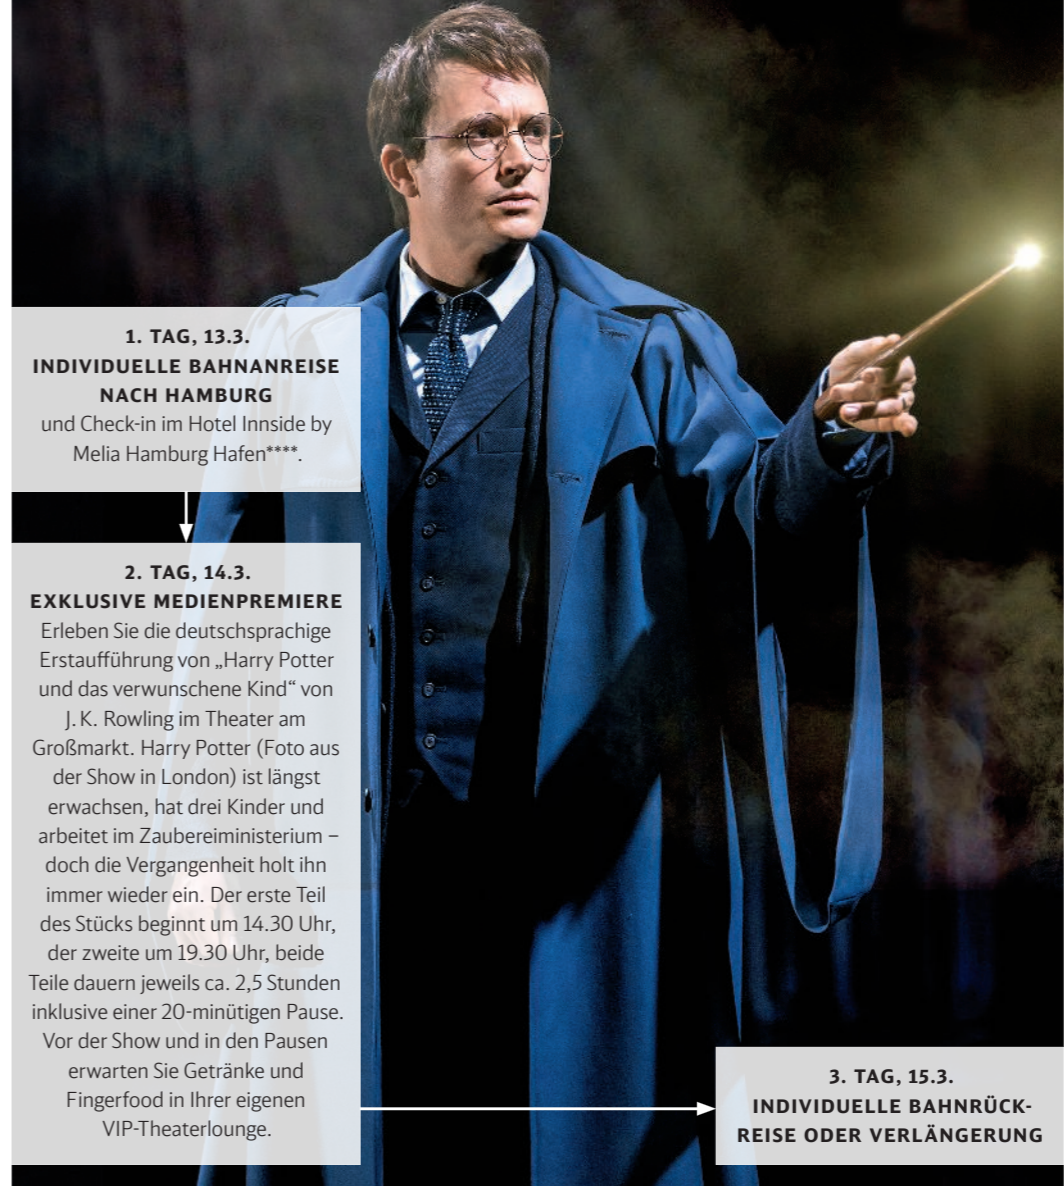 1. TAG, 13.3.
INDIVIDUELLE BAHNANREISE
NACH HAMBURG
und Check-in im Hotel Innside by
Melia Hamburg Hafen****.
2. TAG, 14.3.
EXKLUSIVE MEDIENPREMIERE
Erleben Sie die deutschsprachige
Erstaufführung von „Harry Potter
und das verwunschene Kind“ von
J. K. Rowling im Theater am
Großmarkt. Harry Potter (Foto aus
der Show in London) ist längst
erwachsen, hat drei Kinder und
arbeitet im Zaubereiministerium –
doch die Vergangenheit holt ihn
immer wieder ein. Der erste Teil
des Stücks beginnt um 14.30 Uhr,
der zweite um 19.30 Uhr, beide
Teile dauern jeweils ca. 2,5 Stunden
inklusive einer 20-minütigen Pause.
Vor der Show und in den Pausen
erwarten Sie Getränke und
Fingerfood in Ihrer eigenen
VIP-Theaterlounge.
3. TAG, 15.3.
INDIVIDUELLE BAHNRÜCK-
REISE ODER VERLÄNGERUNG